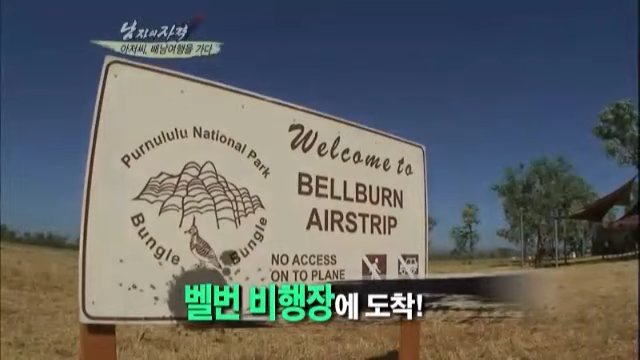 남자의 자격
아저씨, 배낭여행을 가다
Purnululu National Park
Bungle Bungle
Welcome to
BELLBURN
AIRSTRIP
NO ACCESS
ON TO PLANE
벨번 비행장에 도착!